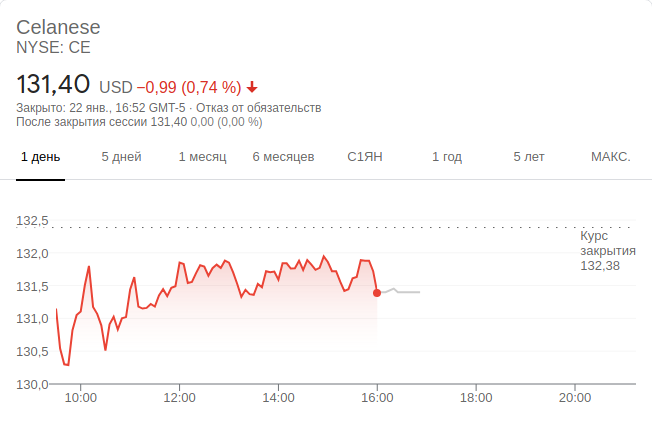 Celanese
NYSE: CE
131,40 USD −0,99 (0,74 %)
Закрыто: 22 янв., 16:52 GMT-5 · Отказ от обязательств
После закрытия сессии 131,40 0,00 (0,00 %)
1 день 5 дней 1 месяц 6 месяцев С1ЯН 1 год 5 лет МАКС.
132,5
Курс
закрытия
132,38
132,0
131,5
131,0
130,5
130,0
10:00 12:00 14:00 16:00 18:00 20:00